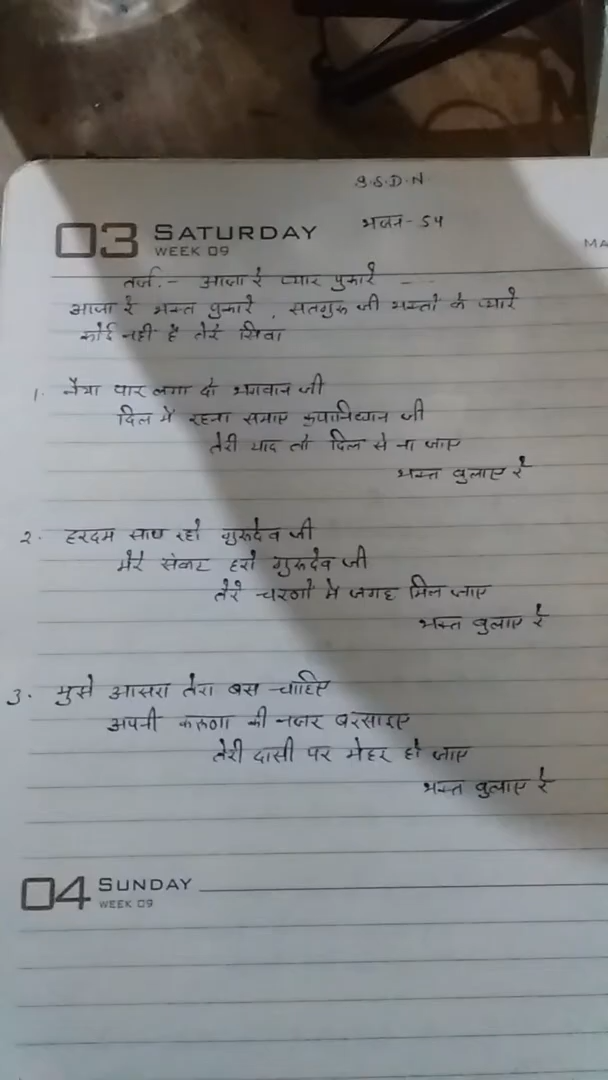 J.S.D.N
भजन - 54
03 SATURDAY
WEEK 09
MA
तर्ज. - आजा रे प्यार पुकारे - - -
आजा रे भक्त पुकारे, सतगुरु जी भक्तो के प्यारे
कोई नही है तेरे सिवा
1. नैया पार लगा दो भगवान जी
दिल मे रहना समाए कृपानिधान जी
तेरी याद तो दिल से ना जाए
भक्त बुलाए रे
2. हरदम साथ रहो गुरुदेव जी
मेरे संकट हरो गुरुदेव जी
तेरे चरणो मे जगह मिल जाए
भक्त बुलाए रे
3. मुझे आसरा तेरा बस चाहिए
अपनी करुणा की नजर बरसाइए
तेरी दासी पर मेहर हो जाए
भक्त बुलाए रे
04 SUNDAY
WEEK 09